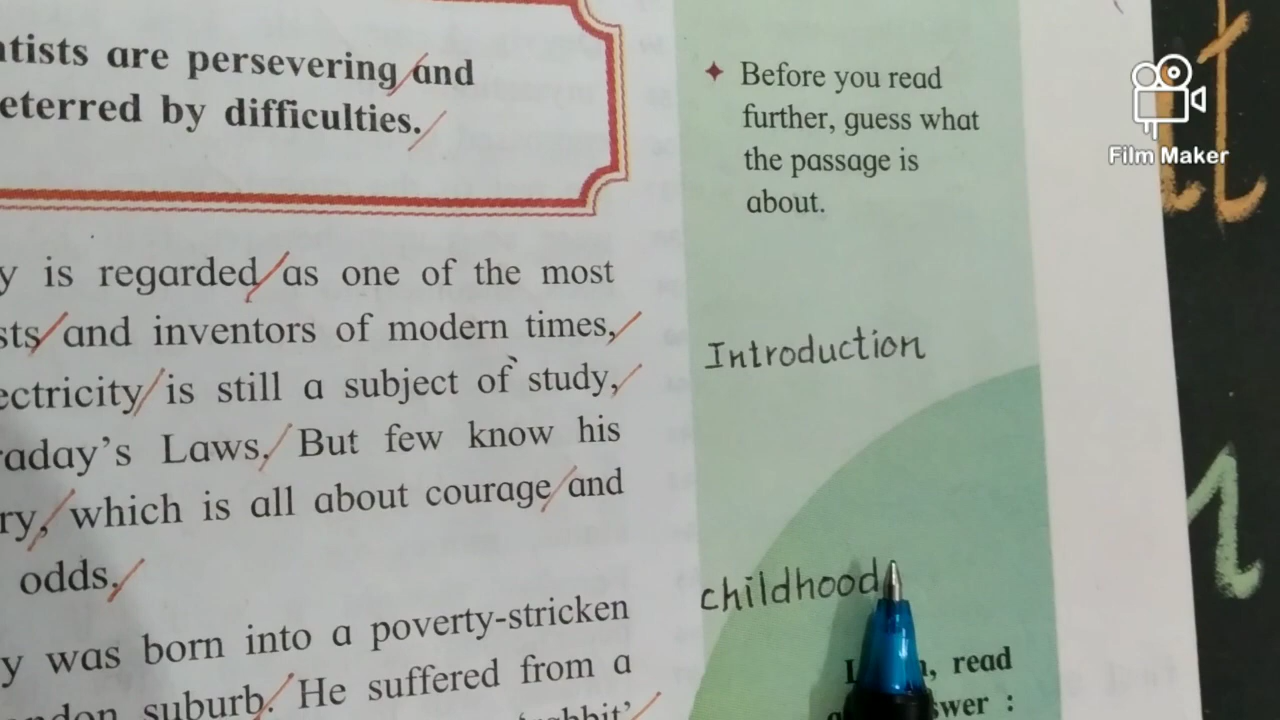 ntists are persevering and
eterred by difficulties.
Before you read
further, guess what
the passage is
about.
Film Maker
y is regarded as one of the most
sts and inventors of modern times,
ectricity is still a subject of study,
raday's Laws. But few know his
ry, which is all about courage and
odds.
Introduction
childhood
y was born into a poverty-stricken
ndon suburb. He suffered from a
read
swer :